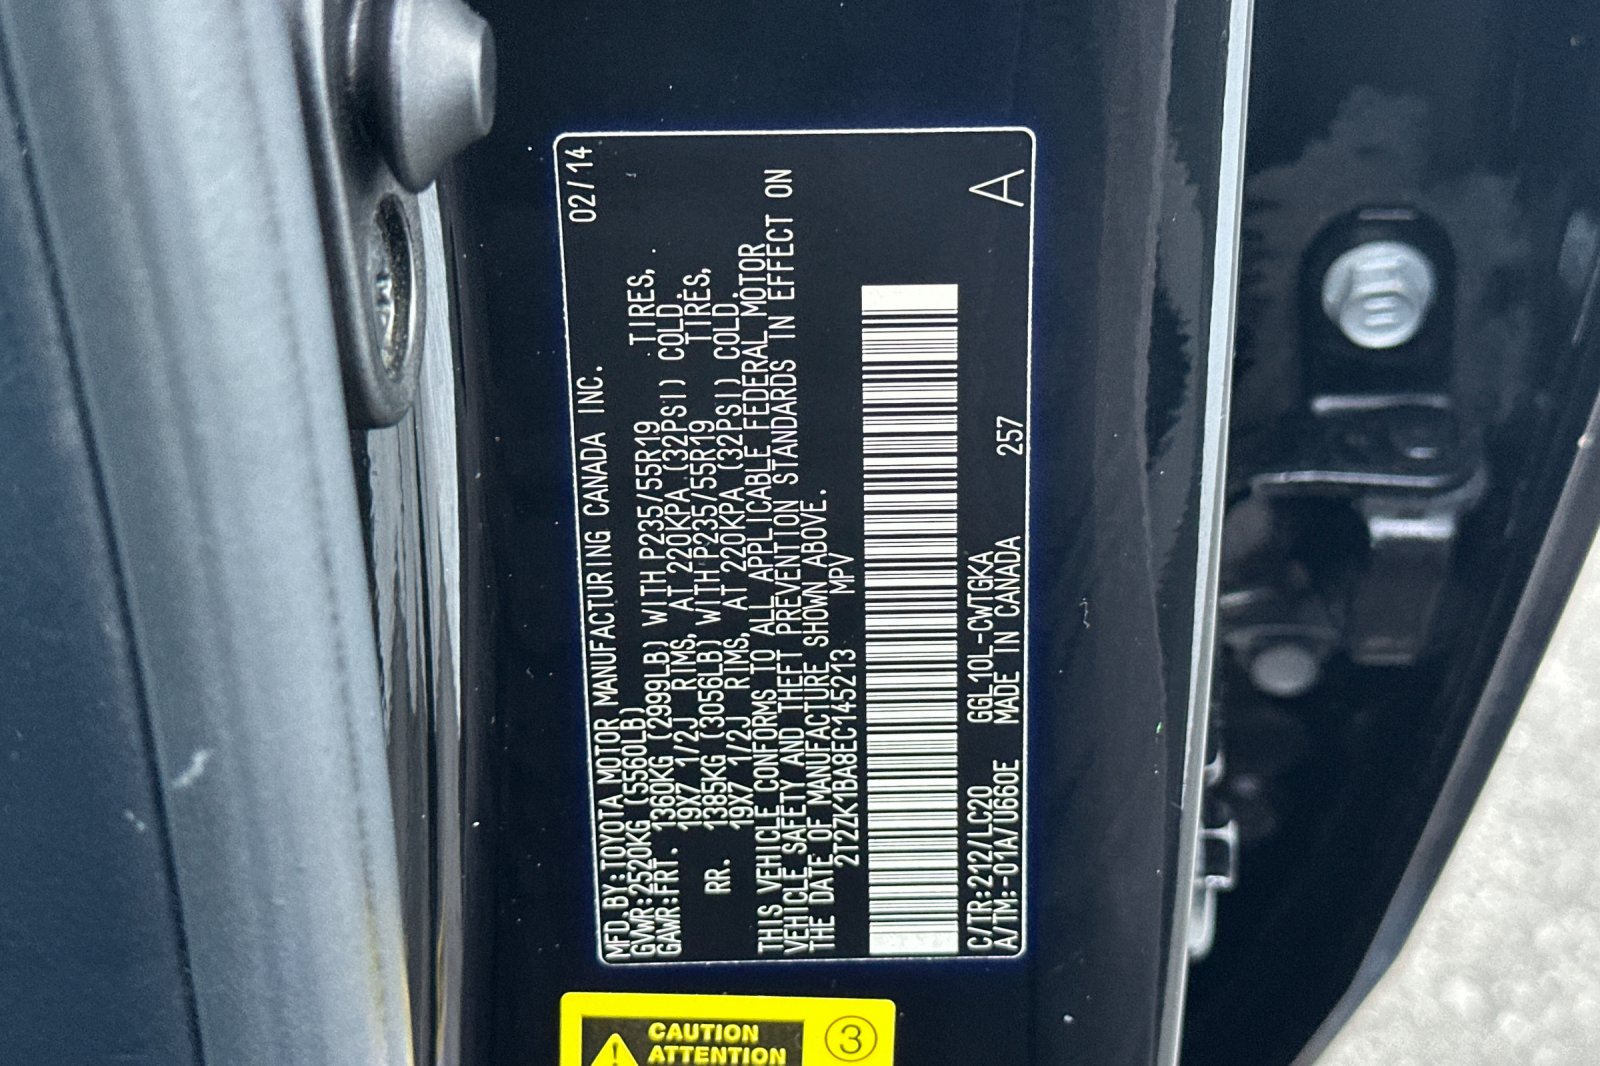 MFD.BY:TOYOTA MOTOR MANUFACTURING CANADA INC. 02/14
GVWR:2520KG (5560LB)
GAWR:FRT. 1360KG (2999LB) WITH P235/55R19 TIRES,
19X7 1/2J RIMS, AT 220KPA (32PSI) COLD.
RR. 1385KG (3056LB) WITH P235/55R19 TIRES,
19X7 1/2J RIMS, AT 220KPA (32PSI) COLD.
THIS VEHICLE CONFORMS TO ALL APPLICABLE FEDERAL MOTOR
VEHICLE SAFETY AND THEFT PREVENTION STANDARDS IN EFFECT ON
THE DATE OF MANUFACTURE SHOWN ABOVE.
2T2ZK1BA8EC145213 MPV
C/TR:212/LC20 GGL10L-CWTGKA
A/TM:-01A/U660E MADE IN CANADA 257 A
CAUTION
ATTENTION
3